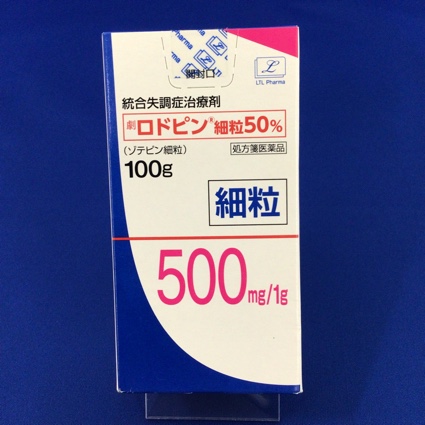 開封口
LTL Pharma
統合失調症治療剤
劇 ロドピン®細粒50%
(ゾテピン細粒)
処方箋医薬品
100g
細粒
500mg/1g